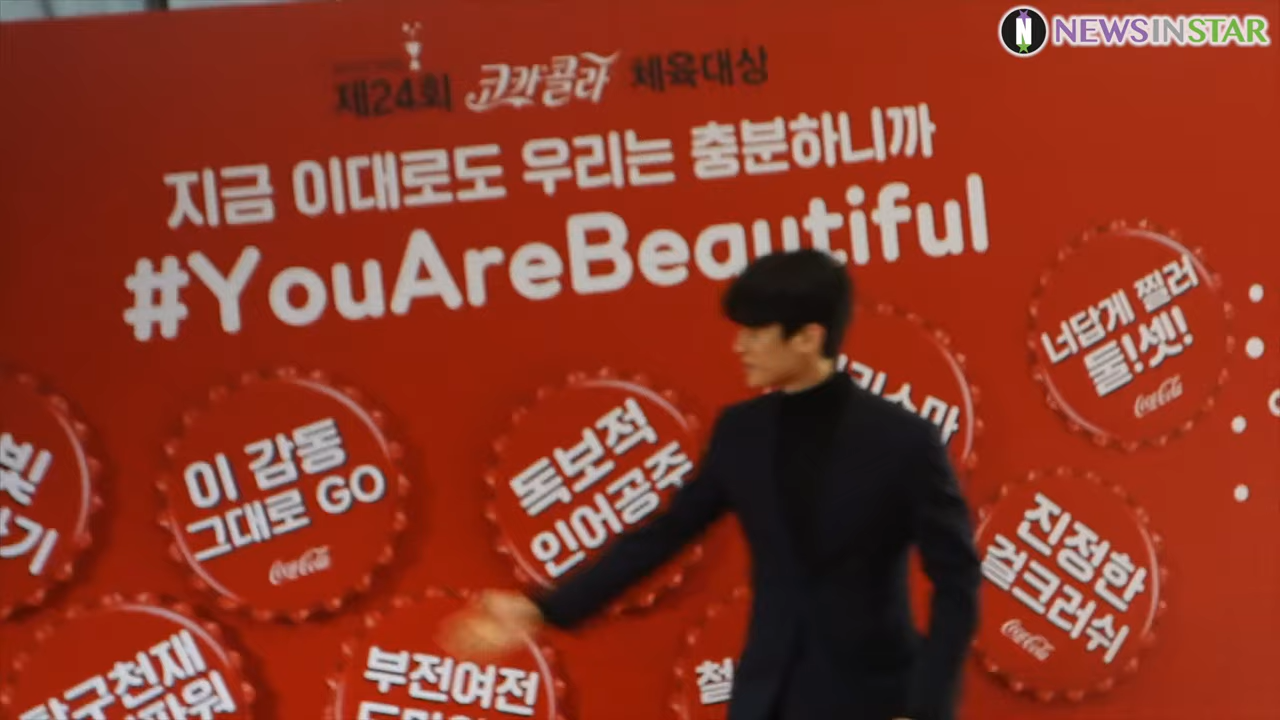 NEWSINSTAR
제24회 코카콜라 체육대상
지금 이대로도 우리는 충분하니까
#YouAreBeautiful
너답게 찔러
둘!셋!
Coca-Cola
이 감동
그대로 GO
Coca-Cola
독보적
인어공주
진정한
걸크러쉬
Coca-Cola
부전여전
철